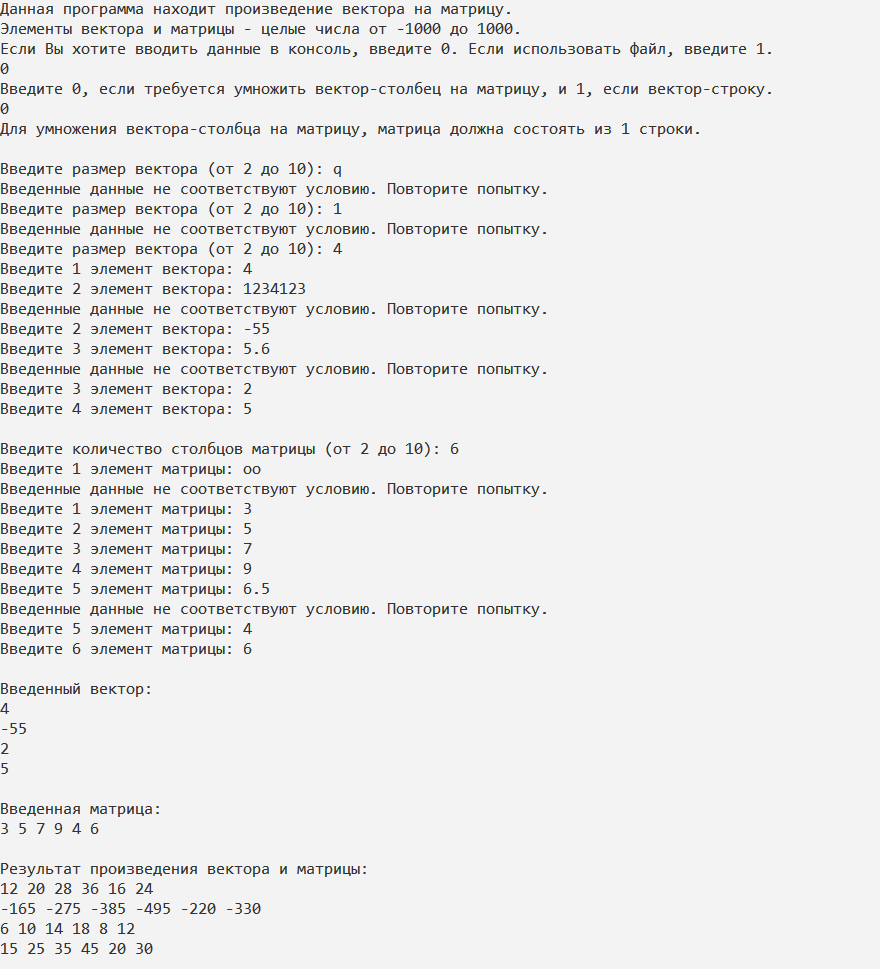 Данная программа находит произведение вектора на матрицу.
Элементы вектора и матрицы - целые числа от -1000 до 1000.
Если Вы хотите вводить данные в консоль, введите 0. Если использовать файл, введите 1.
0
Введите 0, если требуется умножить вектор-столбец на матрицу, и 1, если вектор-строку.
0
Для умножения вектора-столбца на матрицу, матрица должна состоять из 1 строки.
Введите размер вектора (от 2 до 10): q
Введенные данные не соответствуют условию. Повторите попытку.
Введите размер вектора (от 2 до 10): 1
Введенные данные не соответствуют условию. Повторите попытку.
Введите размер вектора (от 2 до 10): 4
Введите 1 элемент вектора: 4
Введите 2 элемент вектора: 1234123
Введенные данные не соответствуют условию. Повторите попытку.
Введите 2 элемент вектора: -55
Введите 3 элемент вектора: 5.6
Введенные данные не соответствуют условию. Повторите попытку.
Введите 3 элемент вектора: 2
Введите 4 элемент вектора: 5
Введите количество столбцов матрицы (от 2 до 10): 6
Введите 1 элемент матрицы: oo
Введенные данные не соответствуют условию. Повторите попытку.
Введите 1 элемент матрицы: 3
Введите 2 элемент матрицы: 5
Введите 3 элемент матрицы: 7
Введите 4 элемент матрицы: 9
Введите 5 элемент матрицы: 6.5
Введенные данные не соответствуют условию. Повторите попытку.
Введите 5 элемент матрицы: 4
Введите 6 элемент матрицы: 6
Введенный вектор:
4
-55
2
5
Введенная матрица:
3 5 7 9 4 6
Результат произведения вектора и матрицы:
12 20 28 36 16 24
-165 -275 -385 -495 -220 -330
6 10 14 18 8 12
15 25 35 45 20 30